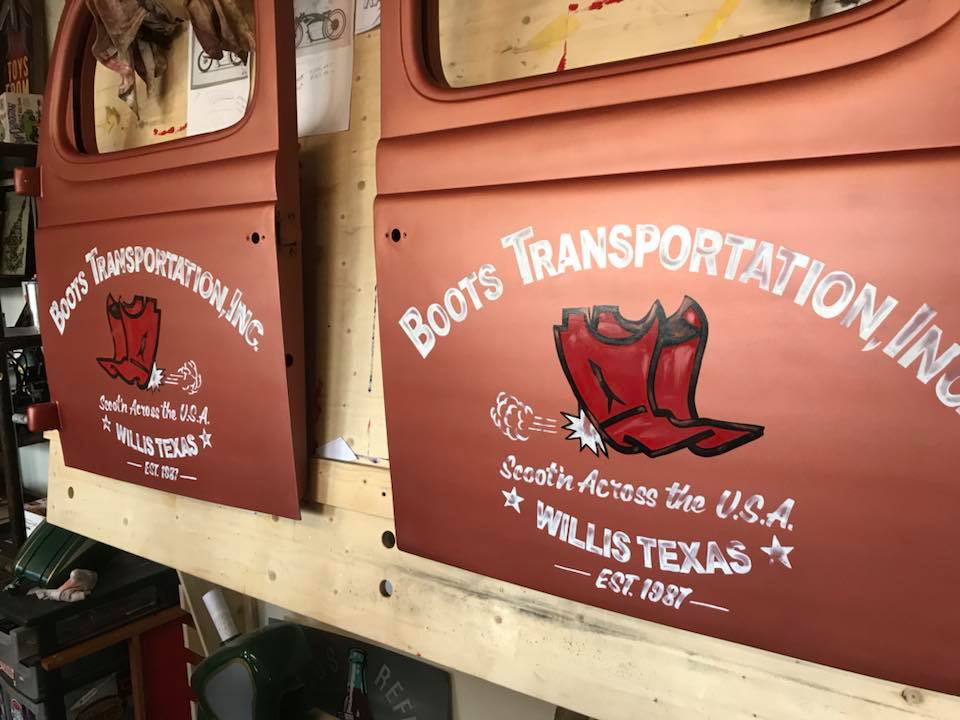 TOYS
BOOTS TRANSPORTATION, INC.
Scoot'n Across the U.S.A.
WILLIS TEXAS
EST. 1987
BOOTS TRANSPORTATION, INC.
Scoot'n Across the U.S.A.
WILLIS TEXAS
EST. 1987